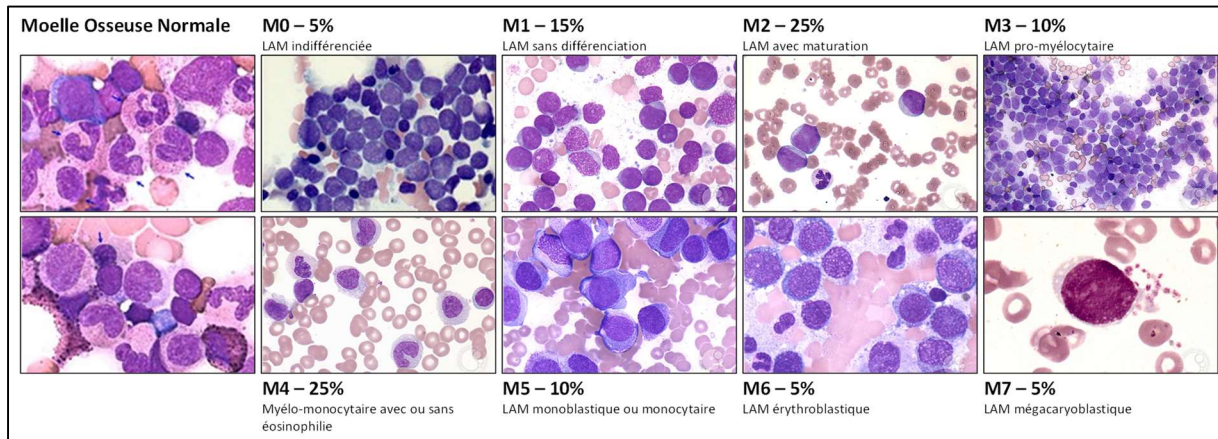 Moelle Osseuse Normale
M0 – 5%
LAM indifférenciée
M1 – 15%
LAM sans différenciation
M2 – 25%
LAM avec maturation
M3 – 10%
LAM pro-myélocytaire
M4 – 25%
Myélo-monocytaire avec ou sans
éosinophilie
M5 – 10%
LAM monoblastique ou monocytaire
M6 – 5%
LAM érythroblastique
M7 – 5%
LAM mégacaryoblastique